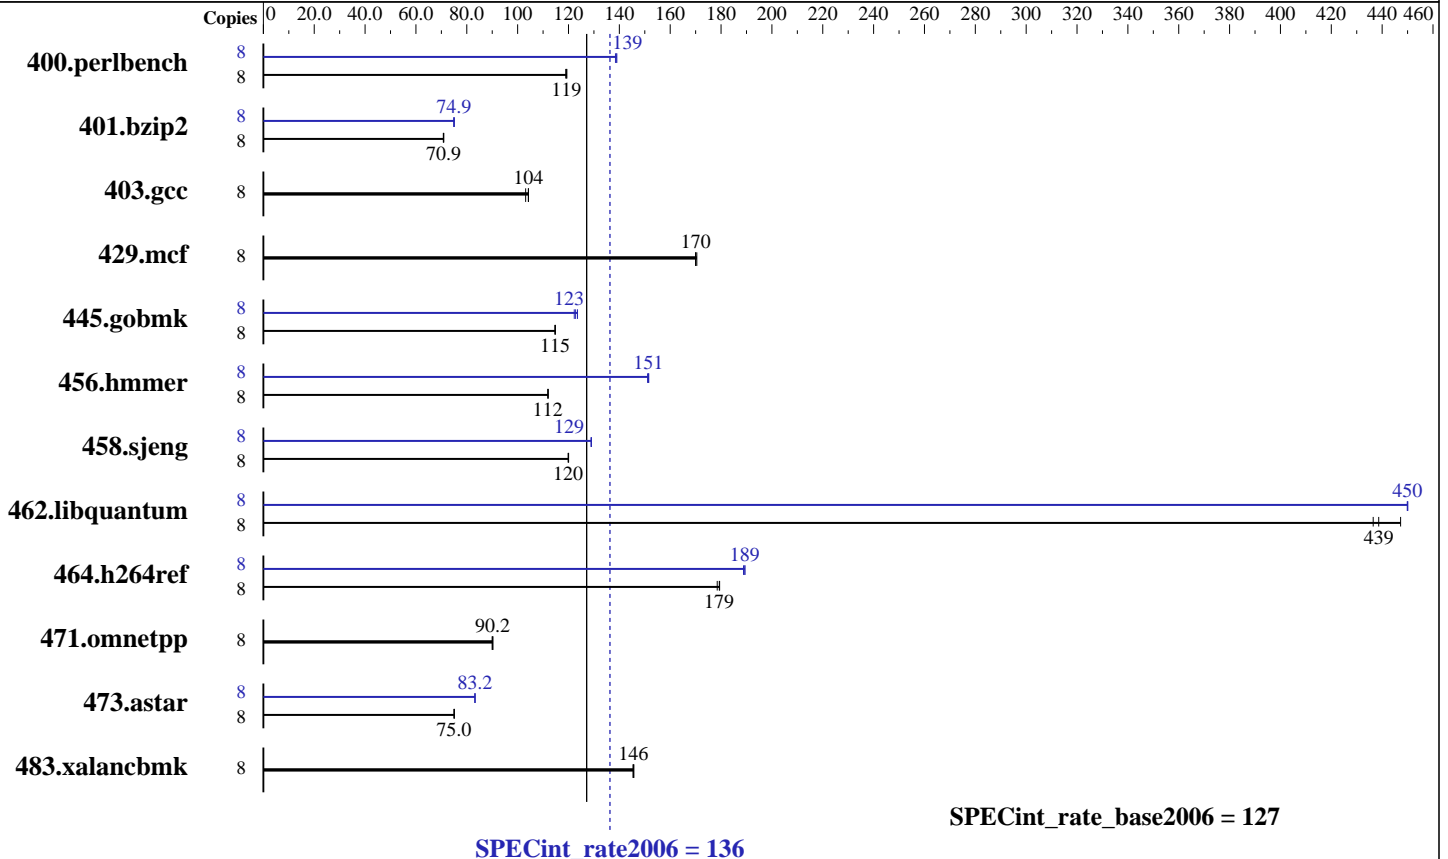 Copies 0 20.0 40.0 60.0 80.0 100 120 140 160 180 200 220 240 260 280 300 320 340 360 380 400 420 440 460
400.perlbench 8 139
8 119
401.bzip2 8 74.9
8 70.9
403.gcc 8 104
429.mcf 8 170
445.gobmk 8 123
8 115
456.hmmer 8 151
8 112
458.sjeng 8 129
8 120
462.libquantum 8 450
8 439
464.h264ref 8 189
8 179
471.omnetpp 8 90.2
473.astar 8 83.2
8 75.0
483.xalancbmk 8 146
SPECint_rate_base2006 = 127
SPECint_rate2006 = 136